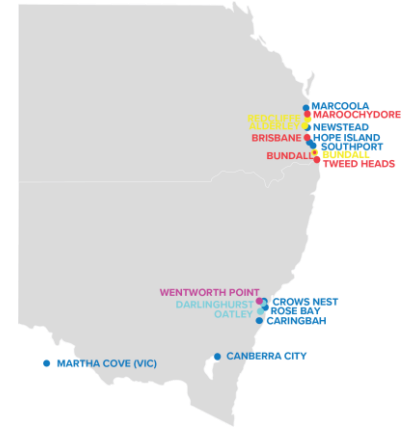 MARCOOLA
MAROOCHYDORE
NEWSTEAD
BRISBANE
HOPE ISLAND
SOUTHPORT
BUNDALL
BUNDALL
TWEED HEADS
WENTWORTH POINT
DARLINGHURST
CROWS NEST
OATLEY
ROSE BAY
CARINGBAH
CANBERRA CITY
MARTHA COVE (VIC)